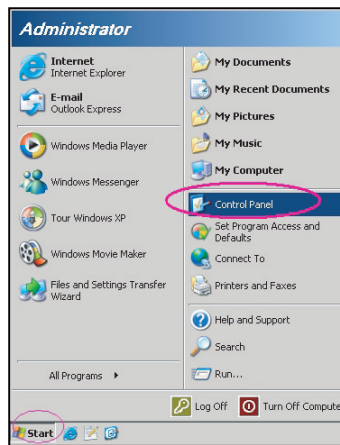 Administrator
Internet
Internet Explorer
E-mail
Outlook Express
Windows Media Player
Windows Messenger
Tour Windows XP
Windows Movie Maker
Files and Settings Transfer
Wizard
All Programs
My Documents
My Recent Documents
My Pictures
My Music
My Computer
Control Panel
Set Program Access and
Defaults
Connect To
Printers and Faxes
Help and Support
Search
Run...
Log Off
Turn Off Compute
Start